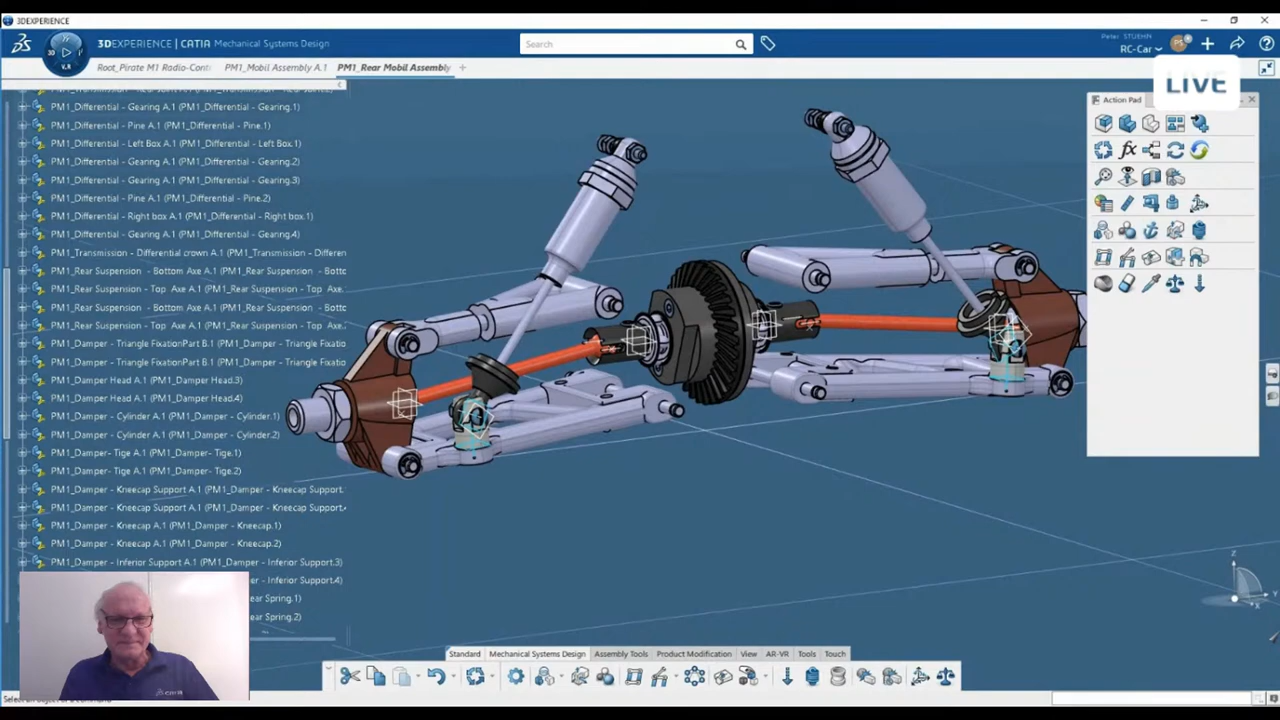 3DEXPERIENCE
3DEXPERIENCE | CATIA Mechanical Systems Design
Search
Peter STUEHN
RC-Car
3D
V.R
Root_Pirate M1 Radio-Cont
PM1_Mobil Assembly A.1
PM1_Rear Mobil Assembly
LIVE
Action Pad
PM1_Differential - Gearing A.1 (PM1_Differential - Gearing.1)
PM1_Differential - Pine A.1 (PM1_Differential - Pine.1)
PM1_Differential - Left Box A.1 (PM1_Differential - Left Box.1)
PM1_Differential - Gearing A.1 (PM1_Differential - Gearing.2)
PM1_Differential - Gearing A.1 (PM1_Differential - Gearing.3)
PM1_Differential - Pine A.1 (PM1_Differential - Pine.2)
PM1_Differential - Right box A.1 (PM1_Differential - Right box.1)
PM1_Differential - Gearing A.1 (PM1_Differential - Gearing.4)
PM1_Transmission - Differential crown A.1 (PM1_Transmission - Differen
PM1_Rear Suspension - Bottom Axe A.1 (PM1_Rear Suspension - Botto
PM1_Rear Suspension - Top Axe A.1 (PM1_Rear Suspension - Top Axe.
PM1_Rear Suspension - Bottom Axe A.1 (PM1_Rear Suspension - Botto
PM1_Rear Suspension - Top Axe A.1 (PM1_Rear Suspension - Top Axe.
PM1_Damper - Triangle FixationPart B.1 (PM1_Damper - Triangle Fixatio
PM1_Damper - Triangle FixationPart B.1 (PM1_Damper - Triangle Fixatio
PM1_Damper Head A.1 (PM1_Damper Head.3)
PM1_Damper Head A.1 (PM1_Damper Head.4)
PM1_Damper - Cylinder A.1 (PM1_Damper - Cylinder.1)
PM1_Damper - Cylinder A.1 (PM1_Damper - Cylinder.2)
PM1_Damper- Tige A.1 (PM1_Damper- Tige.1)
PM1_Damper- Tige A.1 (PM1_Damper- Tige.2)
PM1_Damper - Kneecap Support A.1 (PM1_Damper - Kneecap Support.
PM1_Damper - Kneecap Support A.1 (PM1_Damper - Kneecap Support.
PM1_Damper - Kneecap A.1 (PM1_Damper - Kneecap.1)
PM1_Damper - Kneecap A.1 (PM1_Damper - Kneecap.2)
PM1_Damper - Inferior Support A.1 (PM1_Damper - Inferior Support.3)
er - Inferior Support.4)
ear Spring.1)
ear Spring.2)
Standard Mechanical Systems Design Assembly Tools Product Modification View AR-VR Tools Touch